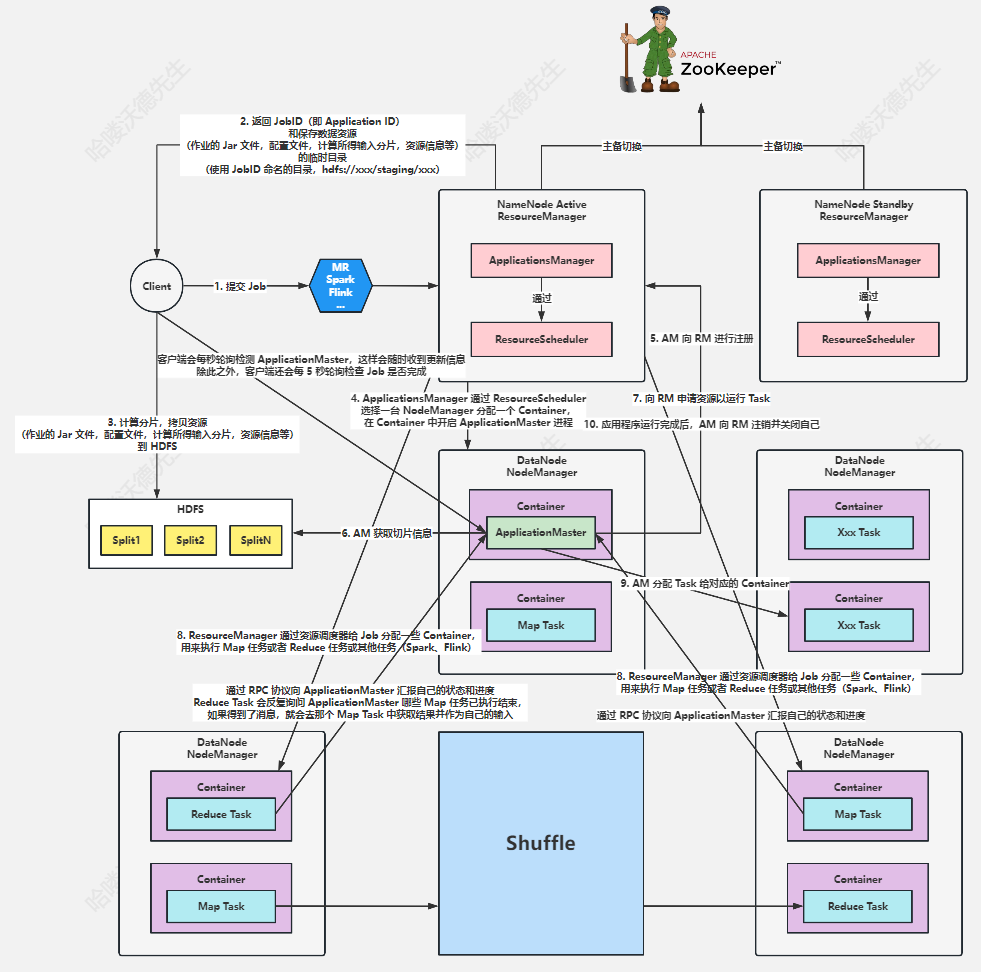 APACHE
ZooKeeper™
2. 返回 JobID（即 Application ID）
和保存数据资源
（作业的 Jar 文件，配置文件，计算所得输入分片，资源信息等）
的临时目录
（使用 JobID 命名的目录，hdfs://xxx/staging/xxx）
主备切换
主备切换
NameNode Active
ResourceManager
NameNode Standby
ResourceManager
ApplicationsManager
ApplicationsManager
通过
通过
ResourceScheduler
ResourceScheduler
Client
1. 提交 Job
MR
Spark
Flink
...
5. AM 向 RM 进行注册
客户端会每秒轮询检测 ApplicationMaster，这样会随时收到更新信息
除此之外，客户端还会每 5 秒轮询检查 Job 是否完成
4. ApplicationsManager 通过 ResourceScheduler
选择一台 NodeManager 分配一个 Container，
在 Container 中开启 ApplicationMaster 进程
7. 向 RM 申请资源以运行 Task
10. 应用程序运行完成后，AM 向 RM 注销并关闭自己
3. 计算分片，拷贝资源
（作业的 Jar 文件，配置文件，计算所得输入分片，资源信息等）
到 HDFS
HDFS
Split1
Split2
SplitN
6. AM 获取切片信息
DataNode
NodeManager
Container
ApplicationMaster
Container
Map Task
DataNode
NodeManager
Container
Xxx Task
Container
Xxx Task
9. AM 分配 Task 给对应的 Container
8. ResourceManager 通过资源调度器给 Job 分配一些 Container，
用来执行 Map 任务或者 Reduce 任务或其他任务（Spark、Flink）
8. ResourceManager 通过资源调度器给 Job 分配一些 Container，
用来执行 Map 任务或者 Reduce 任务或其他任务（Spark、Flink）
通过 RPC 协议向 ApplicationMaster 汇报自己的状态和进度
Reduce Task 会反复询问 ApplicationMaster 哪些 Map 任务已执行结束，
如果得到了消息，就会去那个 Map Task 中获取结果并作为自己的输入
通过 RPC 协议向 ApplicationMaster 汇报自己的状态和进度
DataNode
NodeManager
Container
Reduce Task
Container
Map Task
Shuffle
DataNode
NodeManager
Container
Map Task
Container
Reduce Task
哈喽沃德先生
哈喽沃德先生
哈喽沃德先生